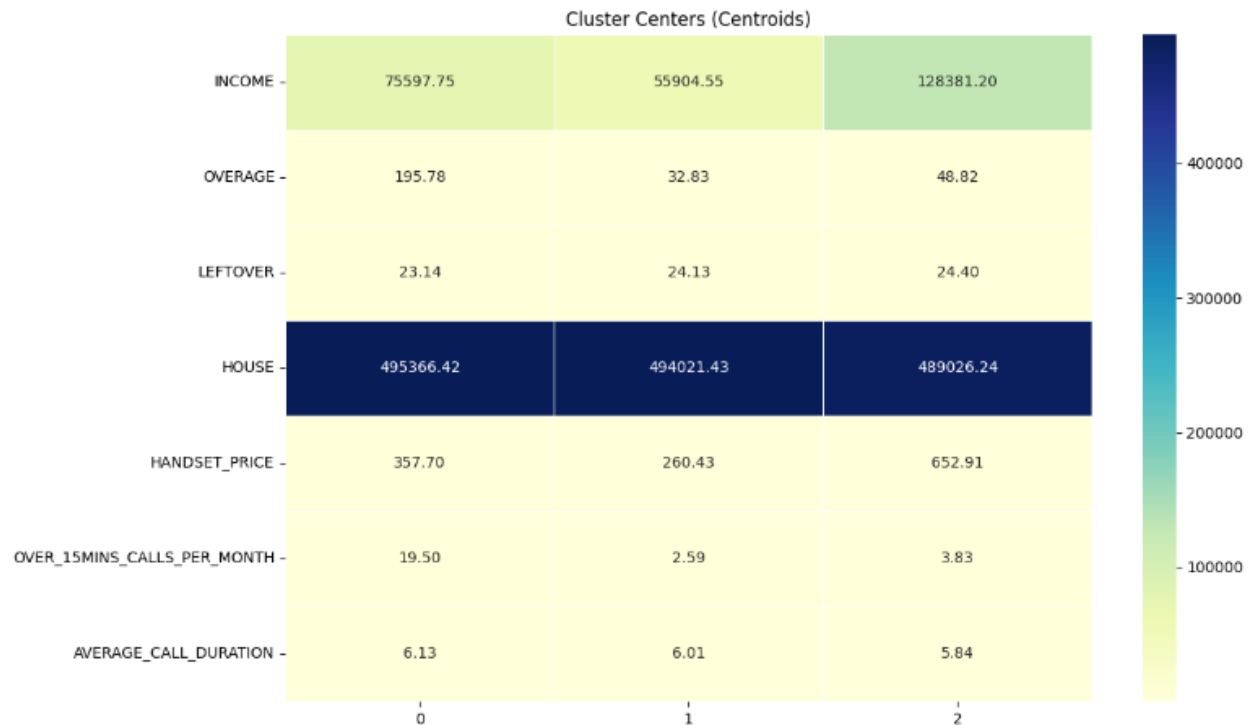 Cluster Centers (Centroids)
INCOME 75597.75 55904.55 128381.20
OVERAGE 195.78 32.83 48.82
LEFTOVER 23.14 24.13 24.40
HOUSE 495366.42 494021.43 489026.24
HANDSET_PRICE 357.70 260.43 652.91
OVER_15MINS_CALLS_PER_MONTH 19.50 2.59 3.83
AVERAGE_CALL_DURATION 6.13 6.01 5.84
0 1 2
400000
300000
200000
100000